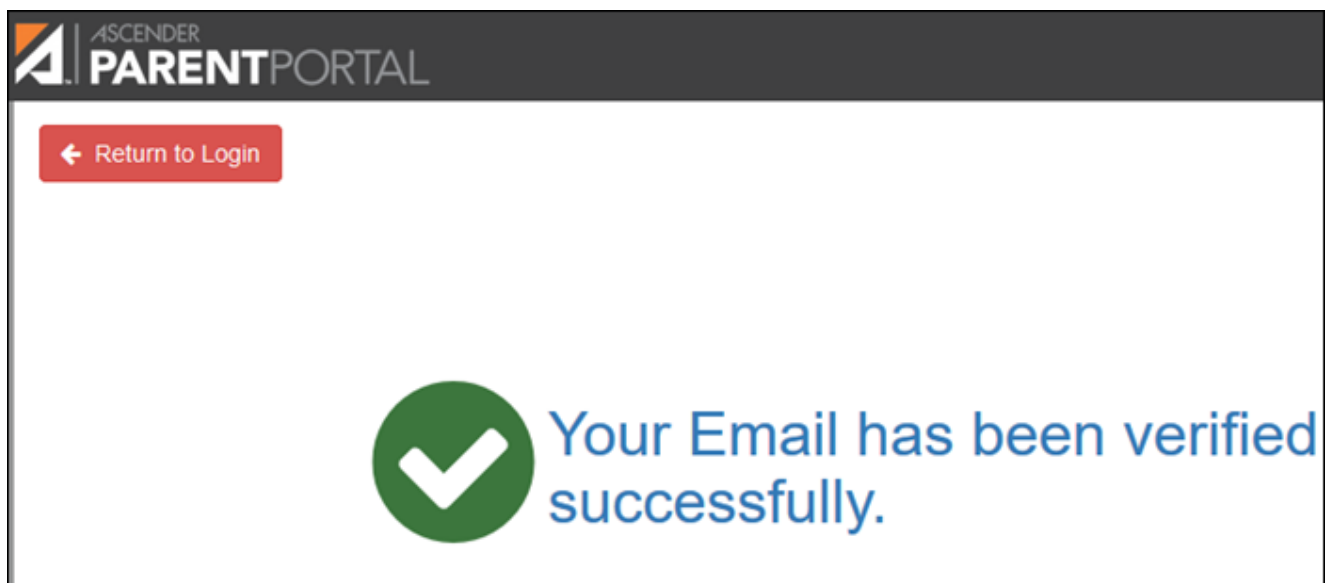 ASCENDER
PARENTPORTAL
Return to Login
Your Email has been verified
successfully.